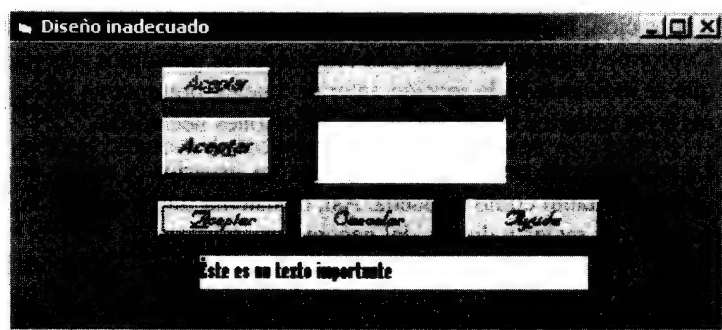 Diseño inadecuado
Aceptar
Aceptar
Aceptar Cancelar Ayuda
Este es un texto importante